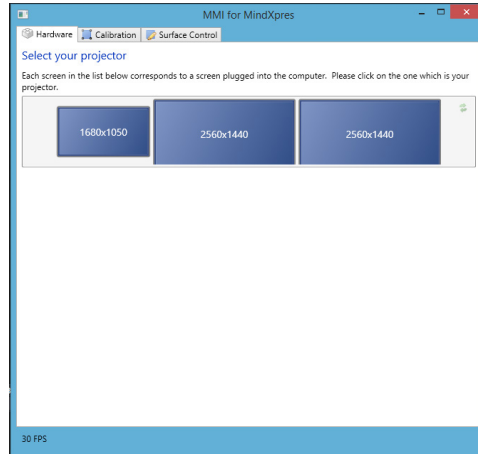 MMI for MindXpres
Hardware Calibration Surface Control
Select your projector
Each screen in the list below corresponds to a screen plugged into the computer. Please click on the one which is your
projector.
1680x1050 2560x1440 2560x1440
30 FPS